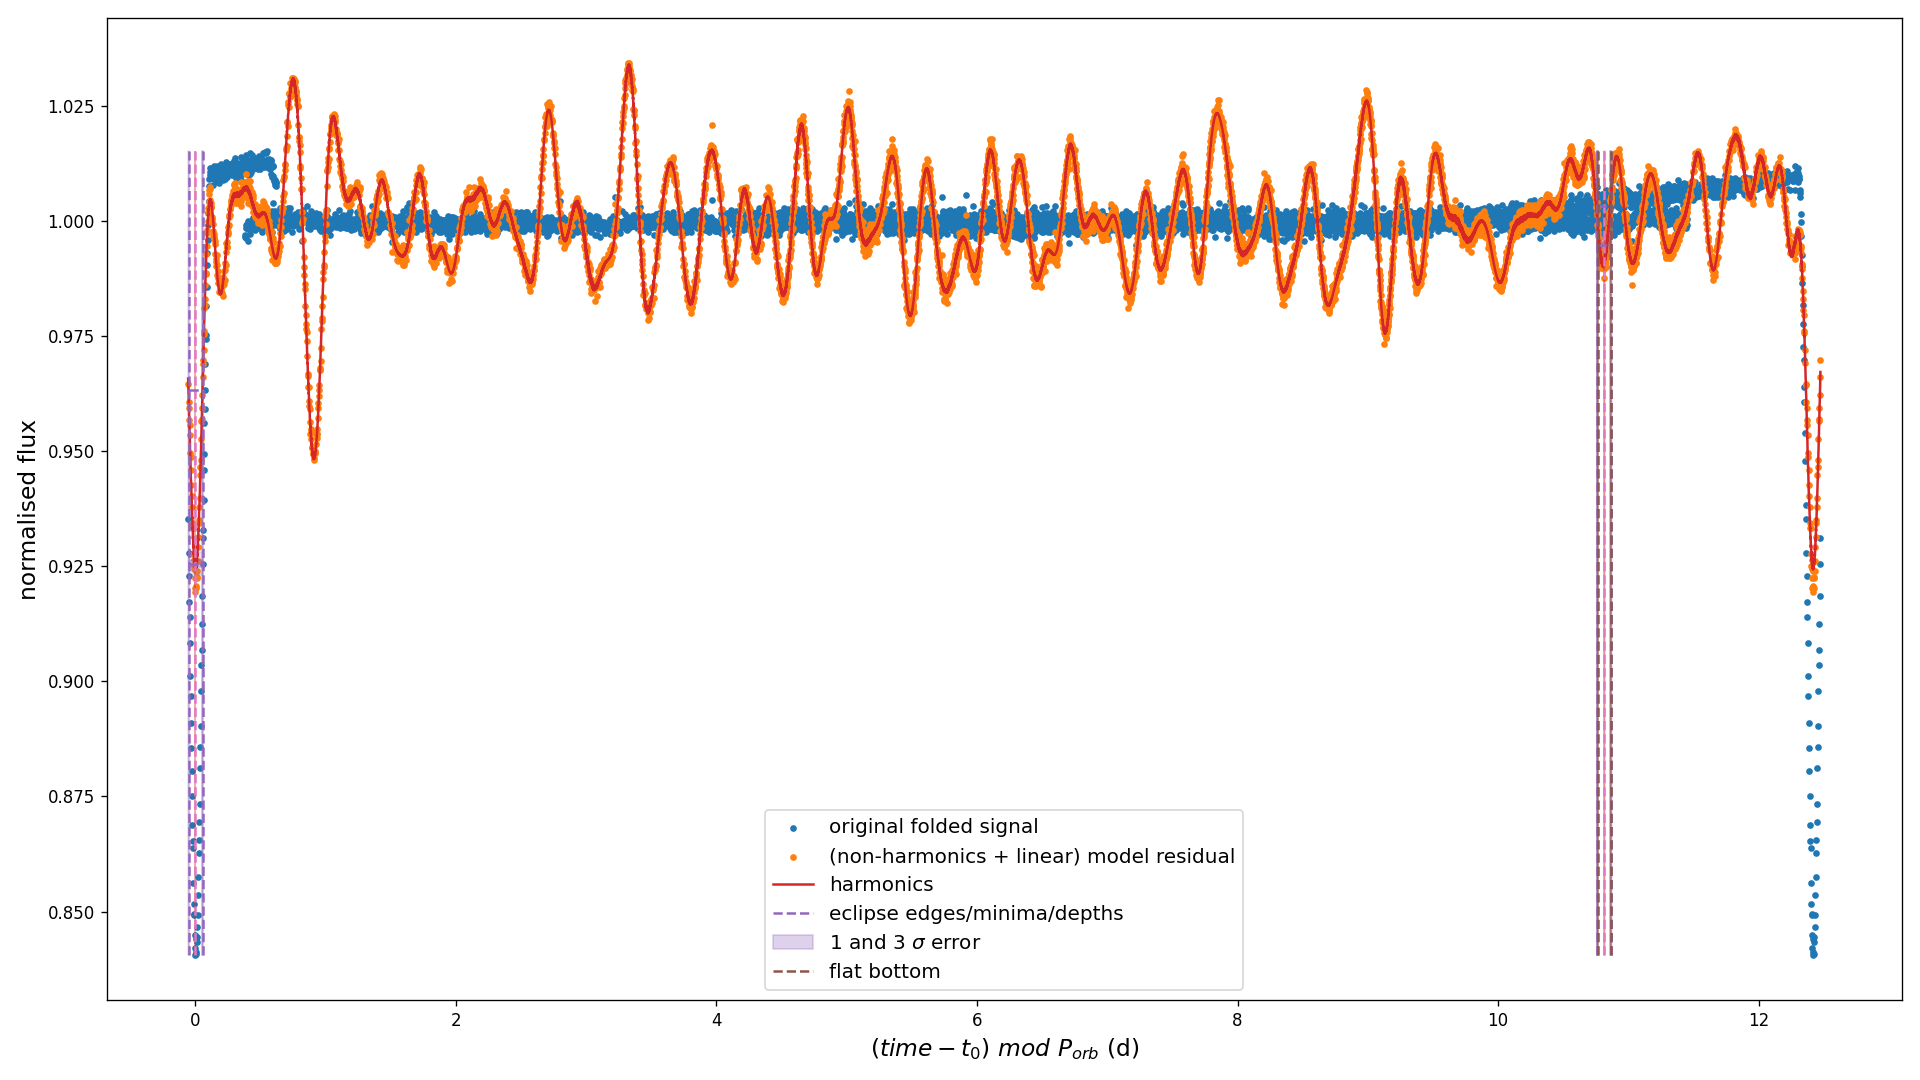 normalised flux
1.025
1.000
0.975
0.950
0.925
0.900
0.875
0.850
original folded signal
(non-harmonics + linear) model residual
harmonics
eclipse edges/minima/depths
1 and 3 σ error
flat bottom
0 2 4 6 8 10 12
(time − t₀) mod Pₒᵣb (d)